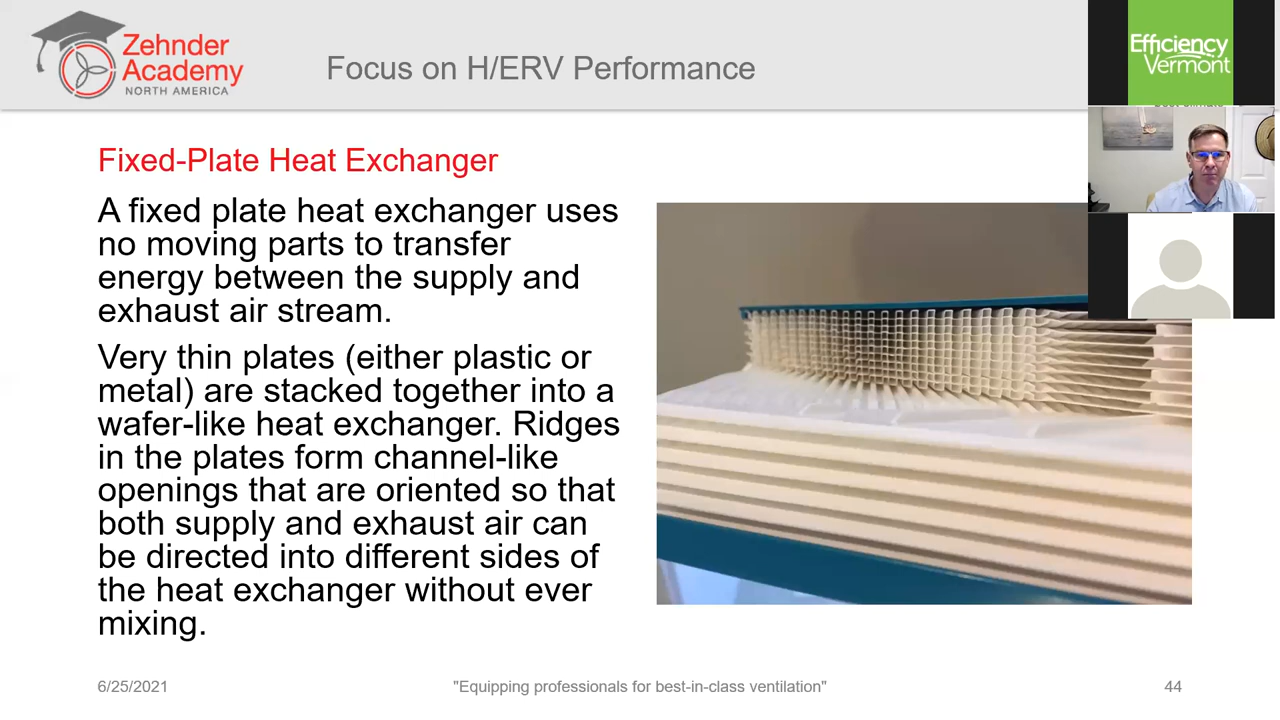 Zehnder
Academy
NORTH AMERICA
Focus on H/ERV Performance
Efficiency
Vermont
Fixed-Plate Heat Exchanger
A fixed plate heat exchanger uses
no moving parts to transfer
energy between the supply and
exhaust air stream.
Very thin plates (either plastic or
metal) are stacked together into a
wafer-like heat exchanger. Ridges
in the plates form channel-like
openings that are oriented so that
both supply and exhaust air can
be directed into different sides of
the heat exchanger without ever
mixing.
6/25/2021
"Equipping professionals for best-in-class ventilation"
44